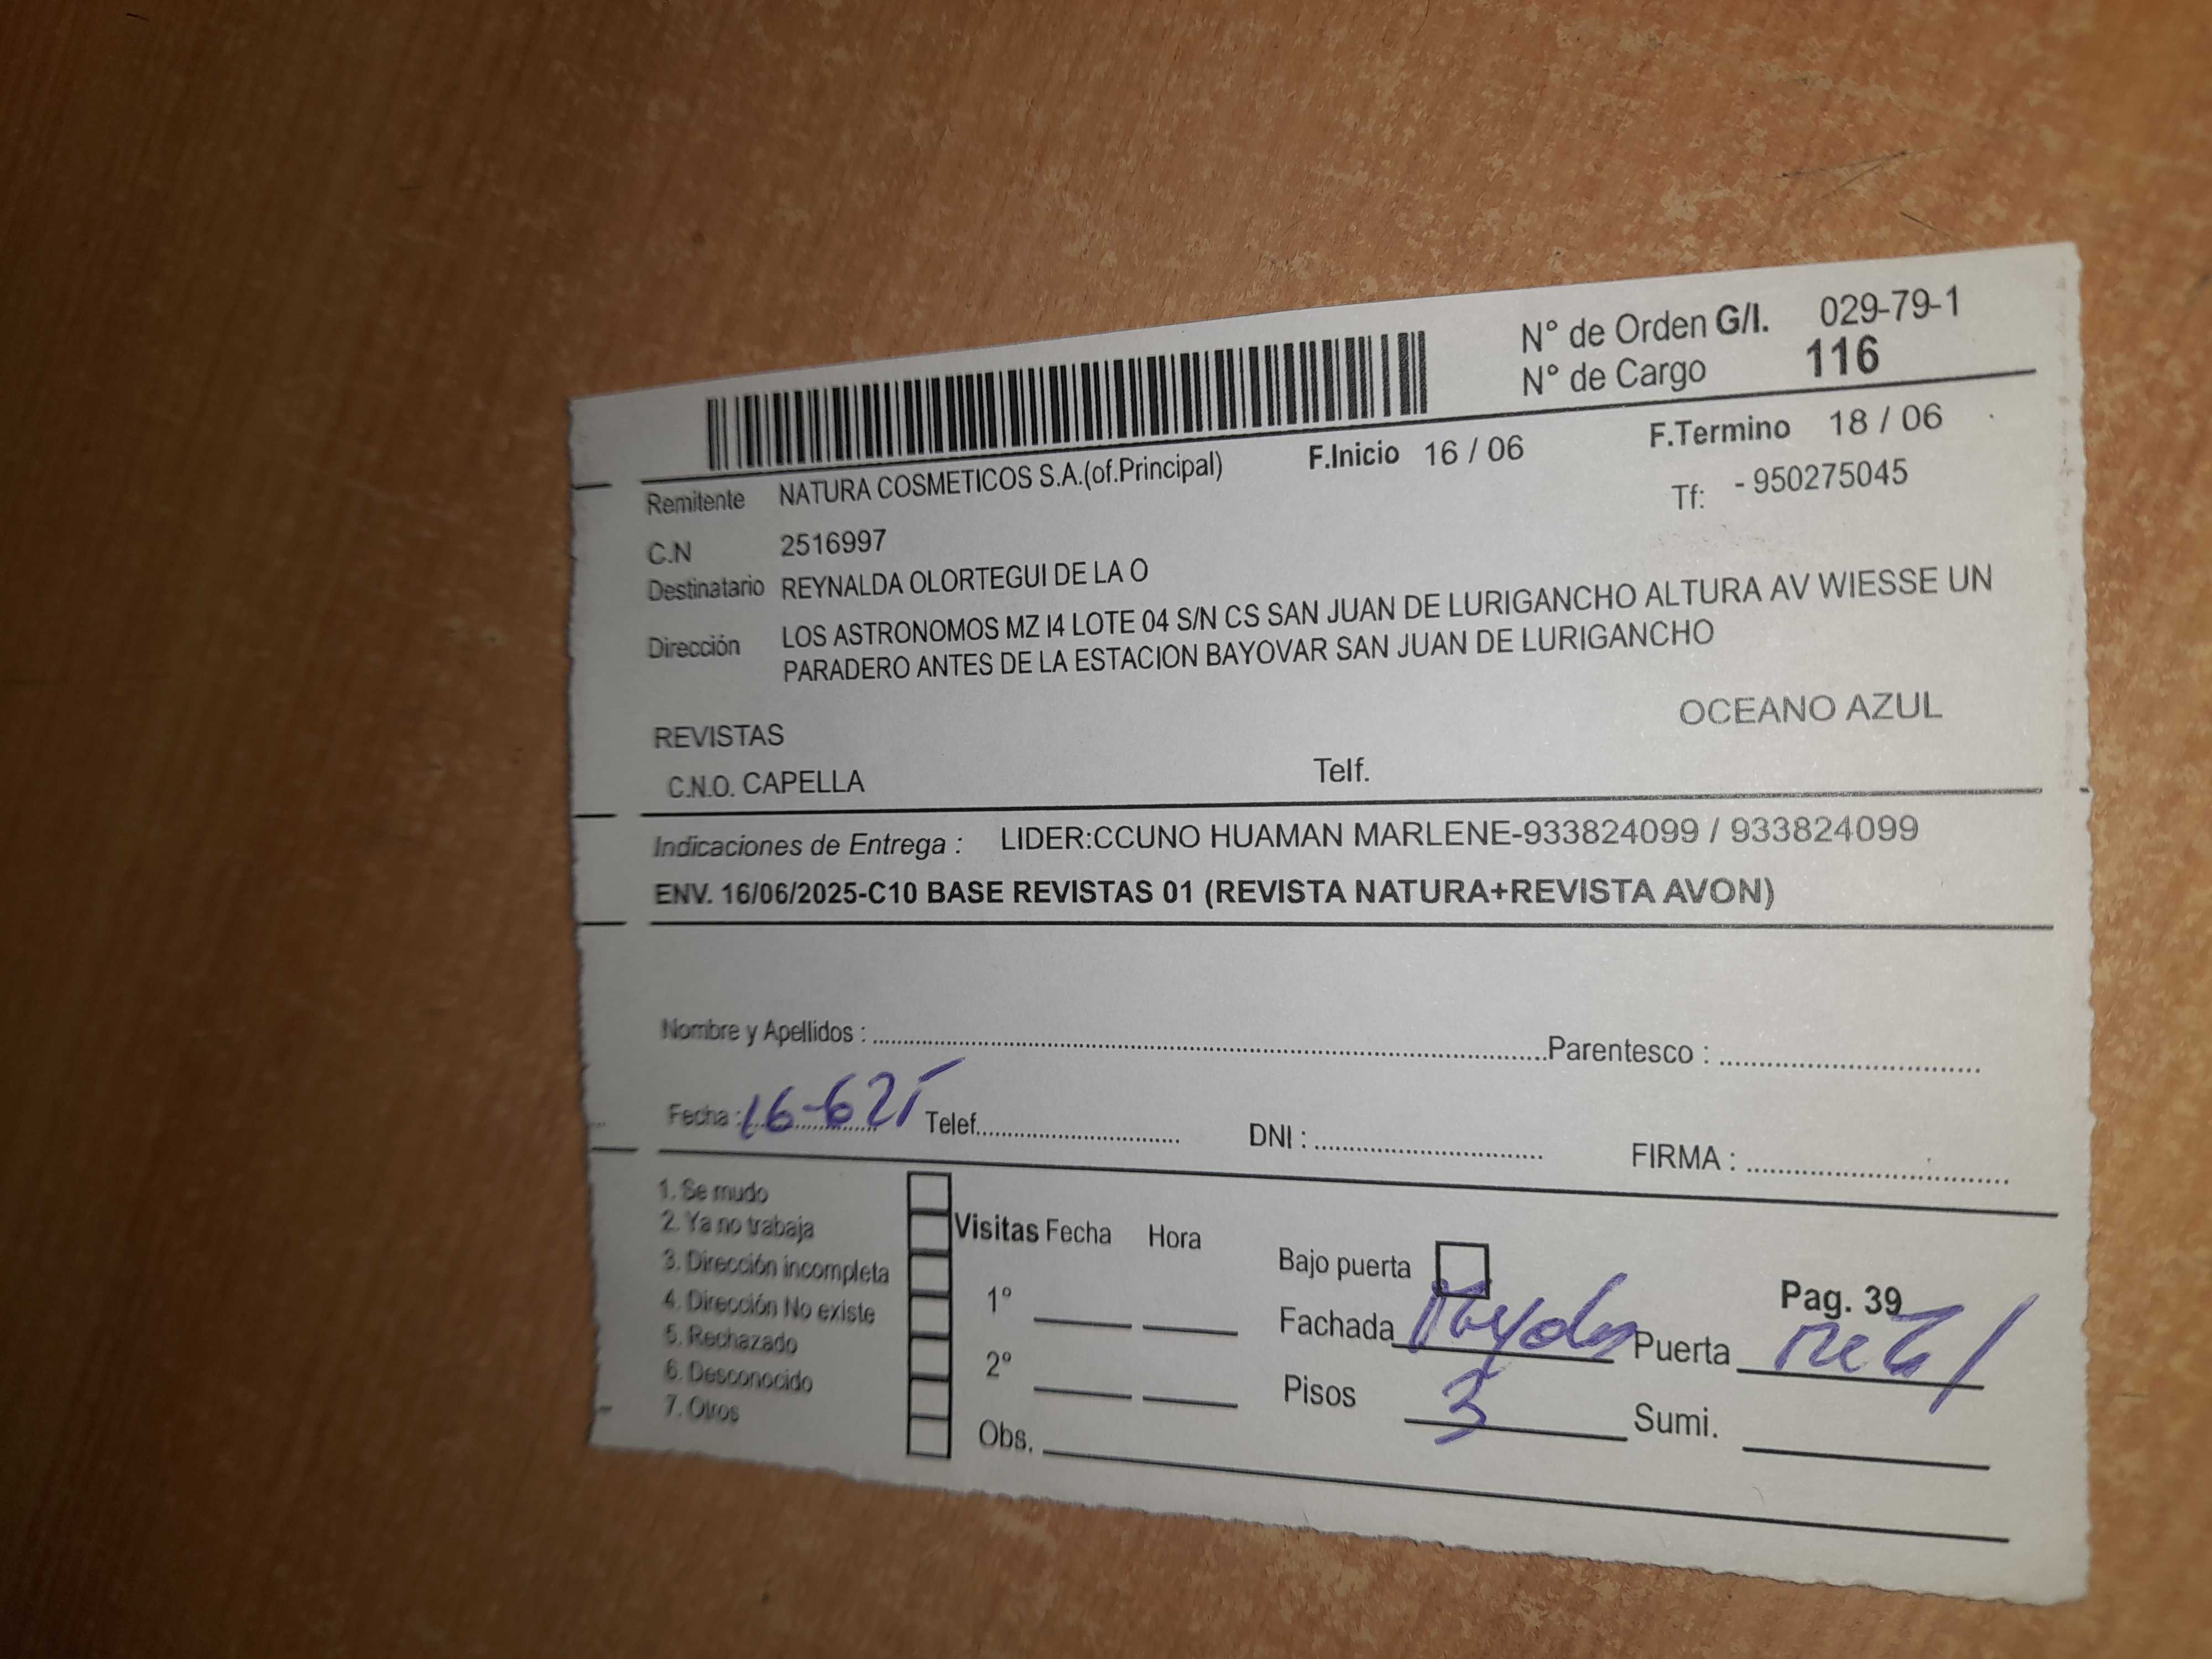 N° de Orden G/I. 029-79-1
N° de Cargo 116
F.Inicio 16 / 06 F.Termino 18 / 06
Remitente NATURA COSMETICOS S.A.(of.Principal) Tf: - 950275045
C.N 2516997
Destinatario REYNALDA OLORTEGUI DE LA O
Dirección LOS ASTRONOMOS MZ I4 LOTE 04 S/N CS SAN JUAN DE LURIGANCHO ALTURA AV WIESSE UN
PARADERO ANTES DE LA ESTACION BAYOVAR SAN JUAN DE LURIGANCHO
OCEANO AZUL
REVISTAS
C.N.O. CAPELLA Telf.
Indicaciones de Entrega : LIDER:CCUNO HUAMAN MARLENE-933824099 / 933824099
ENV. 16/06/2025-C10 BASE REVISTAS 01 (REVISTA NATURA+REVISTA AVON)
Nombre y Apellidos : Parentesco :
Fecha : 16-625 Telef. DNI : FIRMA :
1. Se mudo
2. Ya no trabaja
3. Dirección incompleta
4. Dirección No existe
5. Rechazado
6. Desconocido
7. Otros
Visitas Fecha Hora
1°
2°
Obs.
Bajo puerta Pag. 39
Fachada Puerta
Pisos 3 Sumi.